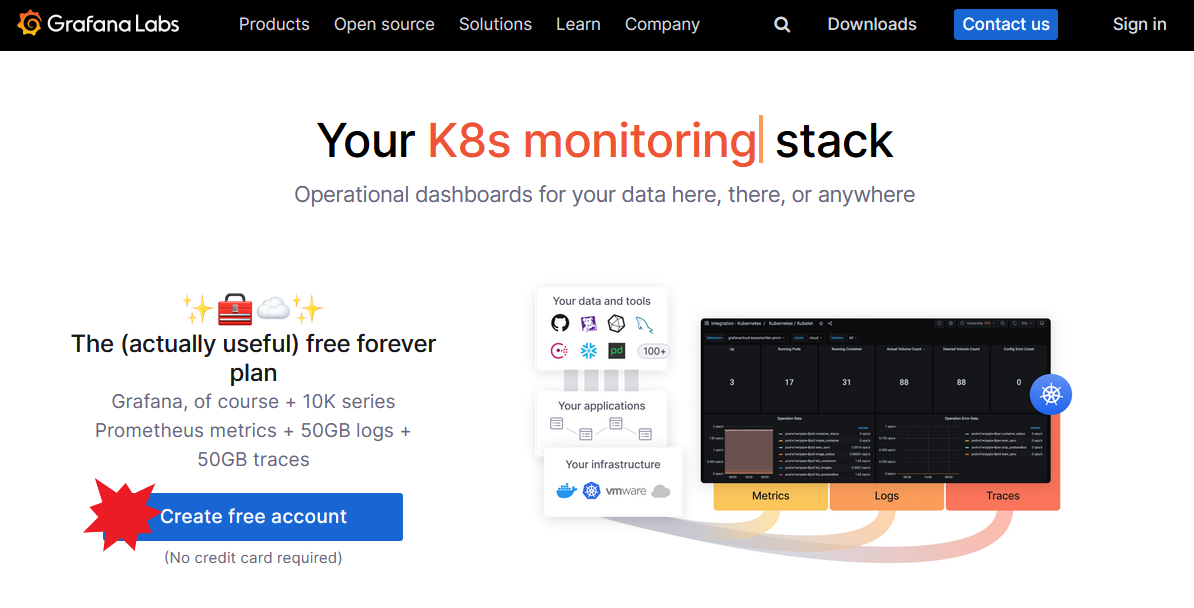 Grafana Labs
Products Open source Solutions Learn Company Downloads Contact us Sign in
Your K8s monitoring stack
Operational dashboards for your data here, there, or anywhere
The (actually useful) free forever
plan
Grafana, of course + 10K series
Prometheus metrics + 50GB logs +
50GB traces
Create free account
(No credit card required)
Your data and tools
pd
100+
Your applications
Your infrastructure
vmware
Integration - Kubernetes / Kubernetes / Kubelet
Up Running Pods Running Container Actual Volume Count Desired Volume Count Config Error Count
3 17 31 88 88 0
Operation Rate Operation Error Rate
Metrics Logs Traces